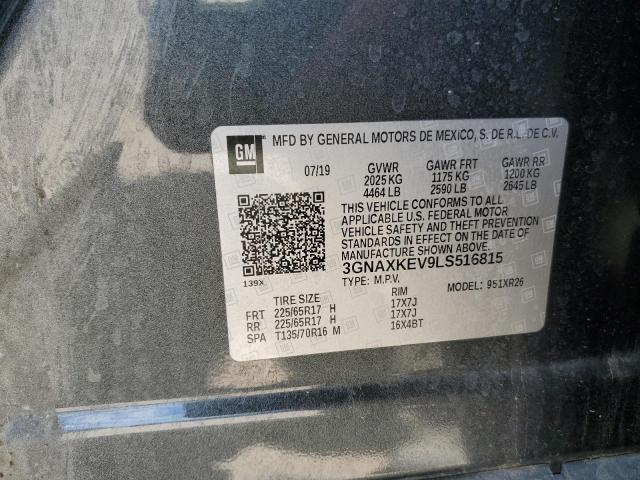 GM
MFD BY GENERAL MOTORS DE MEXICO, S. DE R.L. DE C.V.
07/19 GVWR GAWR FRT GAWR RR
2025 KG 1175 KG 1200 KG
4464 LB 2590 LB 2645 LB
THIS VEHICLE CONFORMS TO ALL
APPLICABLE U.S. FEDERAL MOTOR
VEHICLE SAFETY AND THEFT
PREVENTION STANDARDS IN EFFECT
ON THE DATE OF MANUFACTURE
SHOWN ABOVE.
3GNAXKEV9LS516815
139X TYPE: M.P.V. MODEL: 951XR26
TIRE SIZE RIM
FRT 225/65R17 H 17X7J
RR 225/65R17 H 17X7J
SPA T135/70R16 M 16X4BT